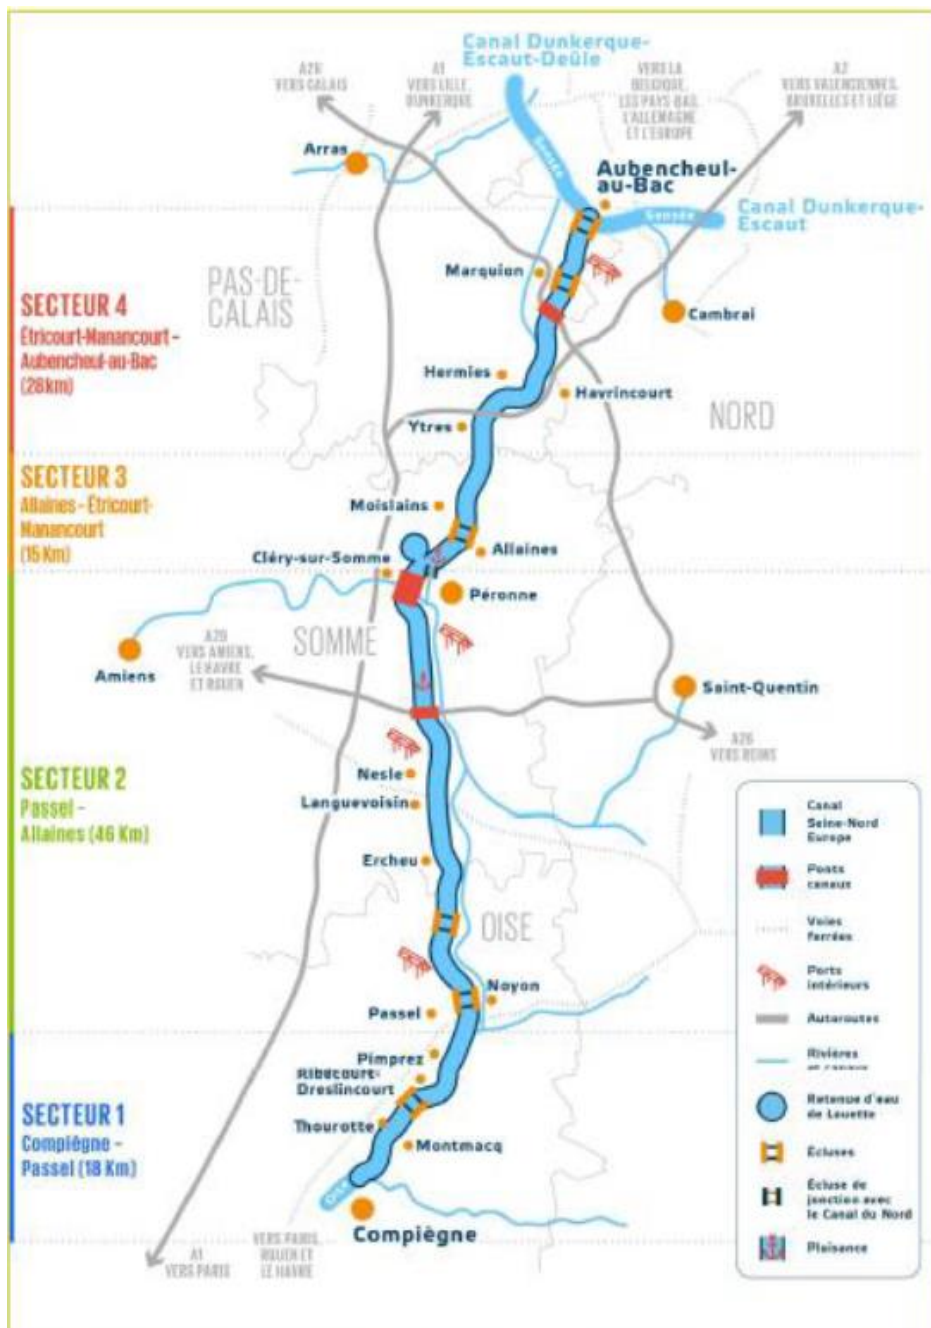 Canal Dunkerque-
Escaut-Deûle
A26
VERS CALAIS
A1
VERS LILLE,
DUNKERQUE
VERS LA
BELGIQUE,
LES PAYS-BAS,
L'ALLEMAGNE
ET L'EUROPE
A2
VERS VALENCIENNES,
BRUXELLES ET LIÈGE
Arras
Sensée
Aubencheul-
au-Bac
Sensée
Canal Dunkerque-
Escaut
PAS-DE-
CALAIS
Marquion
Cambrai
SECTEUR 4
Étricourt-Manancourt –
Aubencheul-au-Bac
(28km)
Hermies
Havrincourt
NORD
Ytres
SECTEUR 3
Allaines – Étricourt-
Manancourt
(15 Km)
Moislains
Allaines
Cléry-sur-Somme
Péronne
SOMME
A29
VERS AMIENS,
LE HAVRE
ET ROUEN
Amiens
Saint-Quentin
A26
VERS REIMS
SECTEUR 2
Passel –
Allaines (46 Km)
Nesle
Languevoisin
Ercheu
OISE
Noyon
Passel
SECTEUR 1
Compiègne –
Passel (18 Km)
Pimprez
Ribécourt-
Dreslincourt
Thourotte
Montmacq
Oise
Compiègne
A1
VERS PARIS
VERS PARIS,
ROUEN ET
LE HAVRE
Canal
Seine-Nord
Europe
Ponts
canaux
Voies
ferrées
Ports
intérieurs
Autoroutes
Rivières
et canaux
Retenue d'eau
de Louette
Écluses
Écluse de
jonction avec
le Canal du Nord
Plaisance